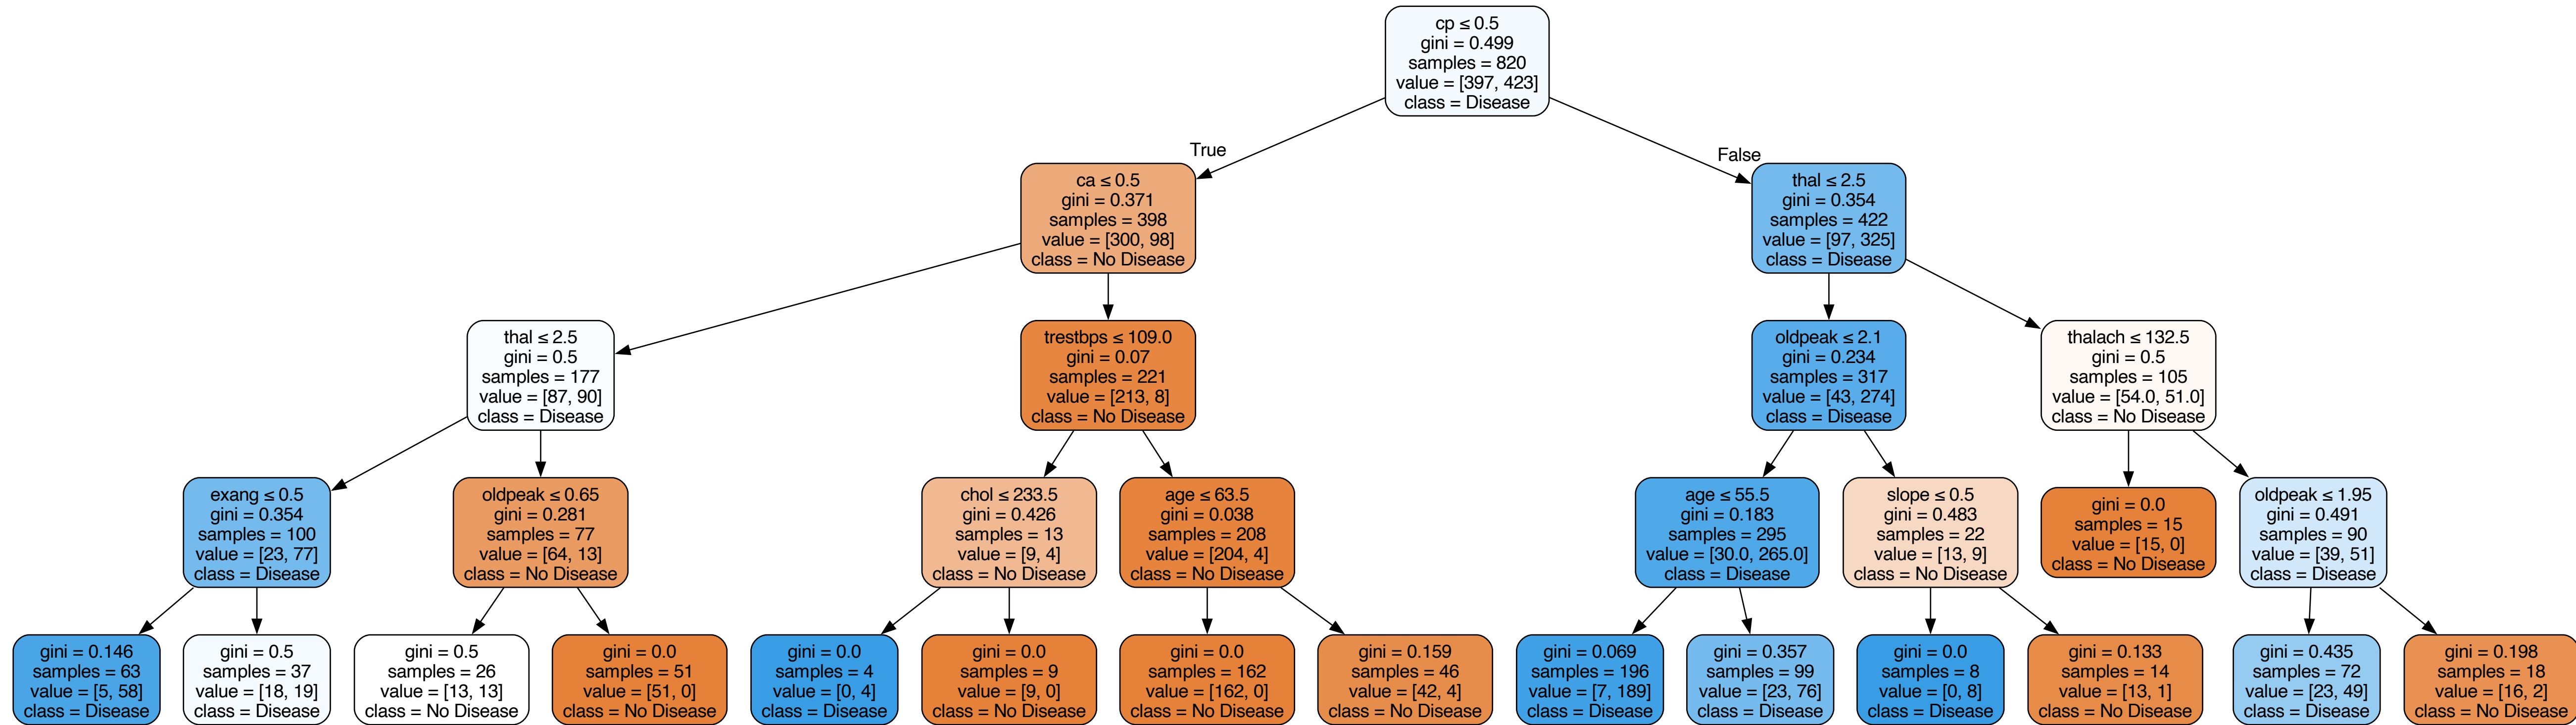 cp ≤ 0.5
gini = 0.499
samples = 820
value = [397, 423]
class = Disease
True
False
ca ≤ 0.5
gini = 0.371
samples = 398
value = [300, 98]
class = No Disease
thal ≤ 2.5
gini = 0.354
samples = 422
value = [97, 325]
class = Disease
thal ≤ 2.5
gini = 0.5
samples = 177
value = [87, 90]
class = Disease
trestbps ≤ 109.0
gini = 0.07
samples = 221
value = [213, 8]
class = No Disease
oldpeak ≤ 2.1
gini = 0.234
samples = 317
value = [43, 274]
class = Disease
thalach ≤ 132.5
gini = 0.5
samples = 105
value = [54.0, 51.0]
class = No Disease
exang ≤ 0.5
gini = 0.354
samples = 100
value = [23, 77]
class = Disease
oldpeak ≤ 0.65
gini = 0.281
samples = 77
value = [64, 13]
class = No Disease
chol ≤ 233.5
gini = 0.426
samples = 13
value = [9, 4]
class = No Disease
age ≤ 63.5
gini = 0.038
samples = 208
value = [204, 4]
class = No Disease
age ≤ 55.5
gini = 0.183
samples = 295
value = [30.0, 265.0]
class = Disease
slope ≤ 0.5
gini = 0.483
samples = 22
value = [13, 9]
class = No Disease
gini = 0.0
samples = 15
value = [15, 0]
class = No Disease
oldpeak ≤ 1.95
gini = 0.491
samples = 90
value = [39, 51]
class = Disease
gini = 0.146
samples = 63
value = [5, 58]
class = Disease
gini = 0.5
samples = 37
value = [18, 19]
class = Disease
gini = 0.5
samples = 26
value = [13, 13]
class = No Disease
gini = 0.0
samples = 51
value = [51, 0]
class = No Disease
gini = 0.0
samples = 4
value = [0, 4]
class = Disease
gini = 0.0
samples = 9
value = [9, 0]
class = No Disease
gini = 0.0
samples = 162
value = [162, 0]
class = No Disease
gini = 0.159
samples = 46
value = [42, 4]
class = No Disease
gini = 0.069
samples = 196
value = [7, 189]
class = Disease
gini = 0.357
samples = 99
value = [23, 76]
class = Disease
gini = 0.0
samples = 8
value = [0, 8]
class = Disease
gini = 0.133
samples = 14
value = [13, 1]
class = No Disease
gini = 0.435
samples = 72
value = [23, 49]
class = Disease
gini = 0.198
samples = 18
value = [16, 2]
class = No Disease